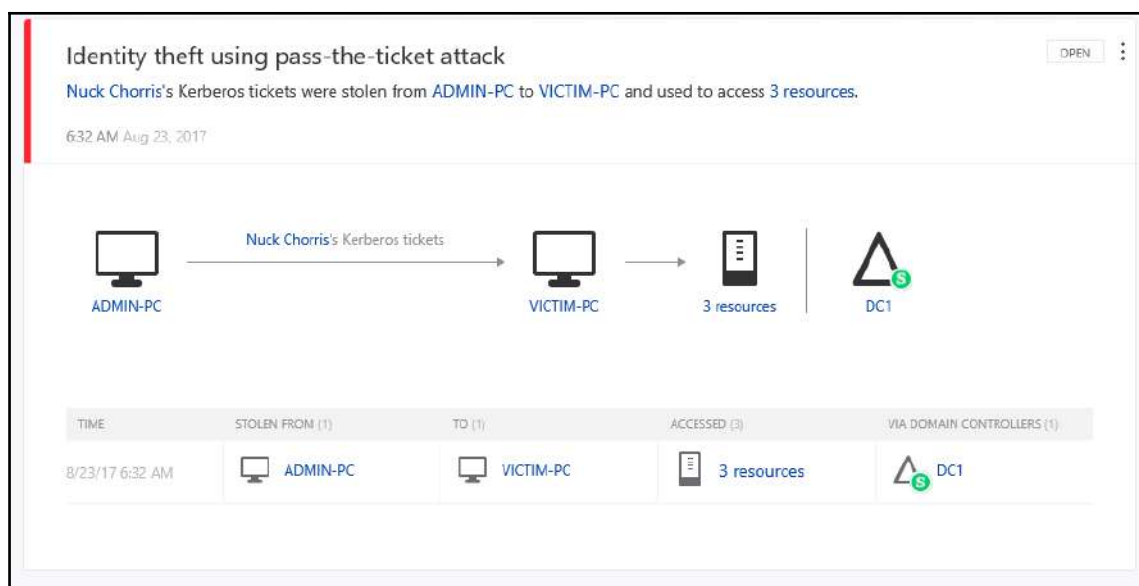 Identity theft using pass-the-ticket attack
OPEN
Nuck Chorris's Kerberos tickets were stolen from ADMIN-PC to VICTIM-PC and used to access 3 resources.
6:32 AM Aug 23, 2017
Nuck Chorris's Kerberos tickets
S
ADMIN-PC VICTIM-PC 3 resources DC1
TIME STOLEN FROM (1) TO (1) ACCESSED (3) VIA DOMAIN CONTROLLERS (1)
8/23/17 6:32 AM ADMIN-PC VICTIM-PC 3 resources S DC1